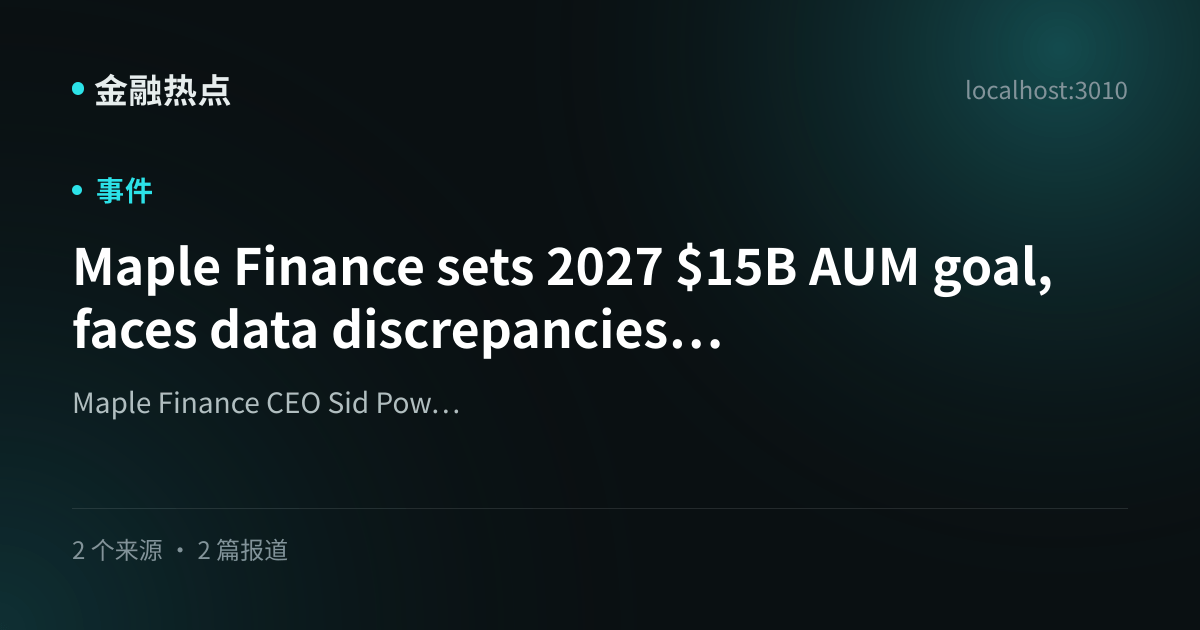 金融热点
localhost:3010
事件
Maple Finance sets 2027 $15B AUM goal,
faces data discrepancies…
Maple Finance CEO Sid Pow…
2 个来源 • 2 篇报道